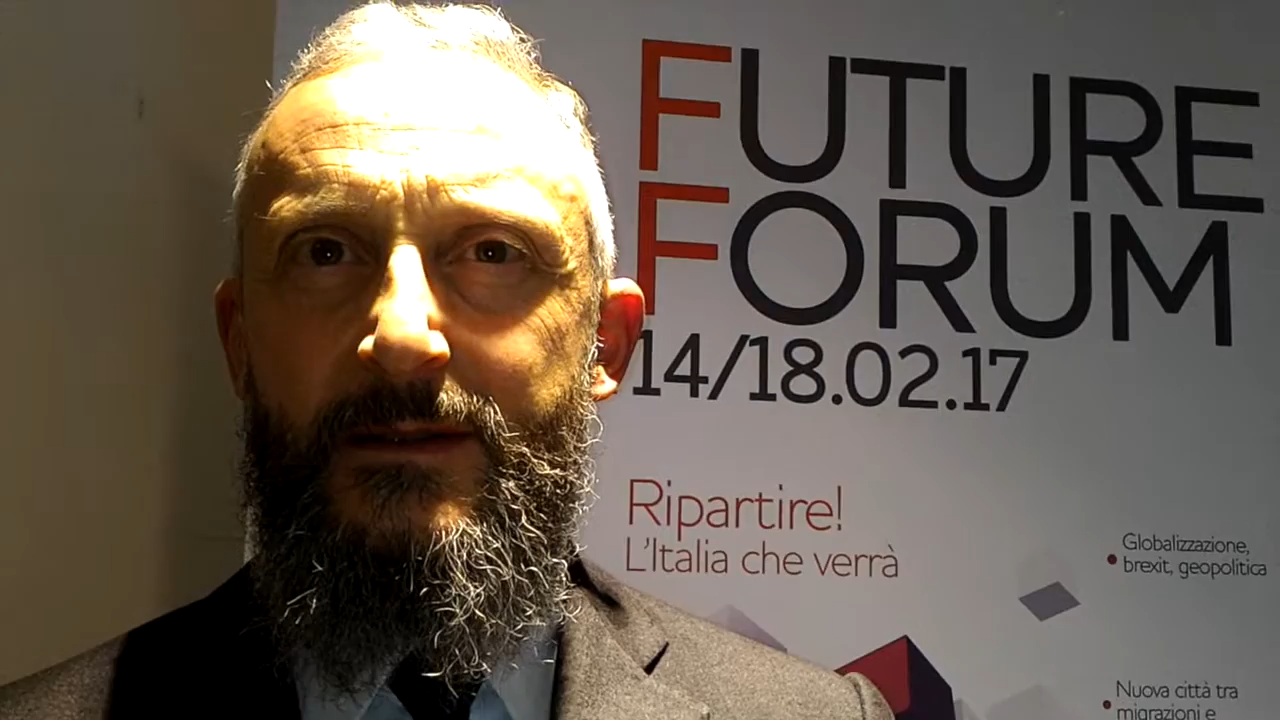 FUTURE
FORUM
14/18.02.17
Ripartire!
L'Italia che verrà
Globalizzazione,
brexit, geopolitica
Nuova città tra
migrazioni e